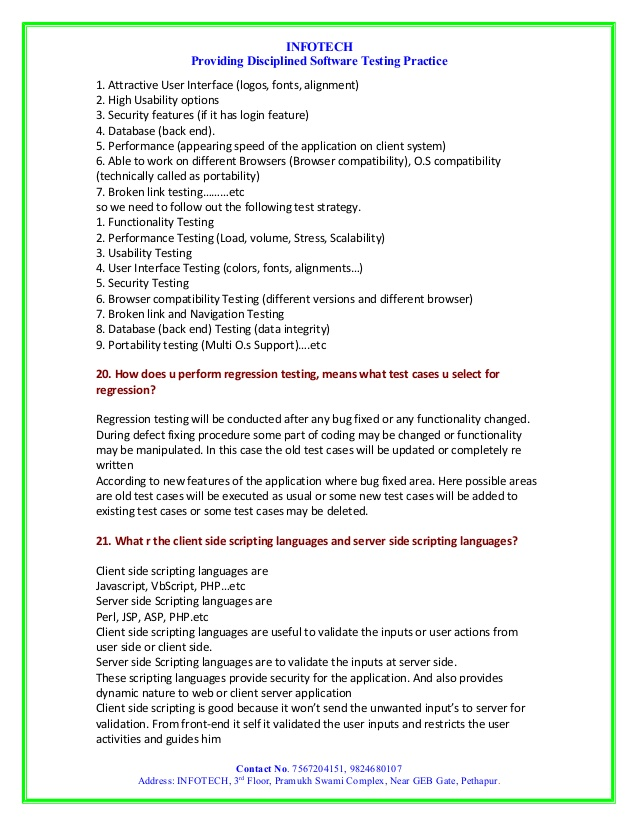 INFOTECH
Providing Disciplined Software Testing Practice
1. Attractive User Interface (logos, fonts, alignment)
2. High Usability options
3. Security features (if it has login feature)
4. Database (back end).
5. Performance (appearing speed of the application on client system)
6. Able to work on different Browsers (Browser compatibility), O.S compatibility
(technically called as portability)
7. Broken link testing………etc
so we need to follow out the following test strategy.
1. Functionality Testing
2. Performance Testing (Load, volume, Stress, Scalability)
3. Usability Testing
4. User Interface Testing (colors, fonts, alignments…)
5. Security Testing
6. Browser compatibility Testing (different versions and different browser)
7. Broken link and Navigation Testing
8. Database (back end) Testing (data integrity)
9. Portability testing (Multi O.s Support)….etc
20. How does u perform regression testing, means what test cases u select for
regression?
Regression testing will be conducted after any bug fixed or any functionality changed.
During defect fixing procedure some part of coding may be changed or functionality
may be manipulated. In this case the old test cases will be updated or completely re
written
According to new features of the application where bug fixed area. Here possible areas
are old test cases will be executed as usual or some new test cases will be added to
existing test cases or some test cases may be deleted.
21. What r the client side scripting languages and server side scripting languages?
Client side scripting languages are
Javascript, VbScript, PHP…etc
Server side Scripting languages are
Perl, JSP, ASP, PHP.etc
Client side scripting languages are useful to validate the inputs or user actions from
user side or client side.
Server side Scripting languages are to validate the inputs at server side.
These scripting languages provide security for the application. And also provides
dynamic nature to web or client server application
Client side scripting is good because it won’t send the unwanted input’s to server for
validation. From front-end it self it validated the user inputs and restricts the user
activities and guides him
Contact No. 7567204151, 9824680107
Address: INFOTECH, 3rd Floor, Pramukh Swami Complex, Near GEB Gate, Pethapur.